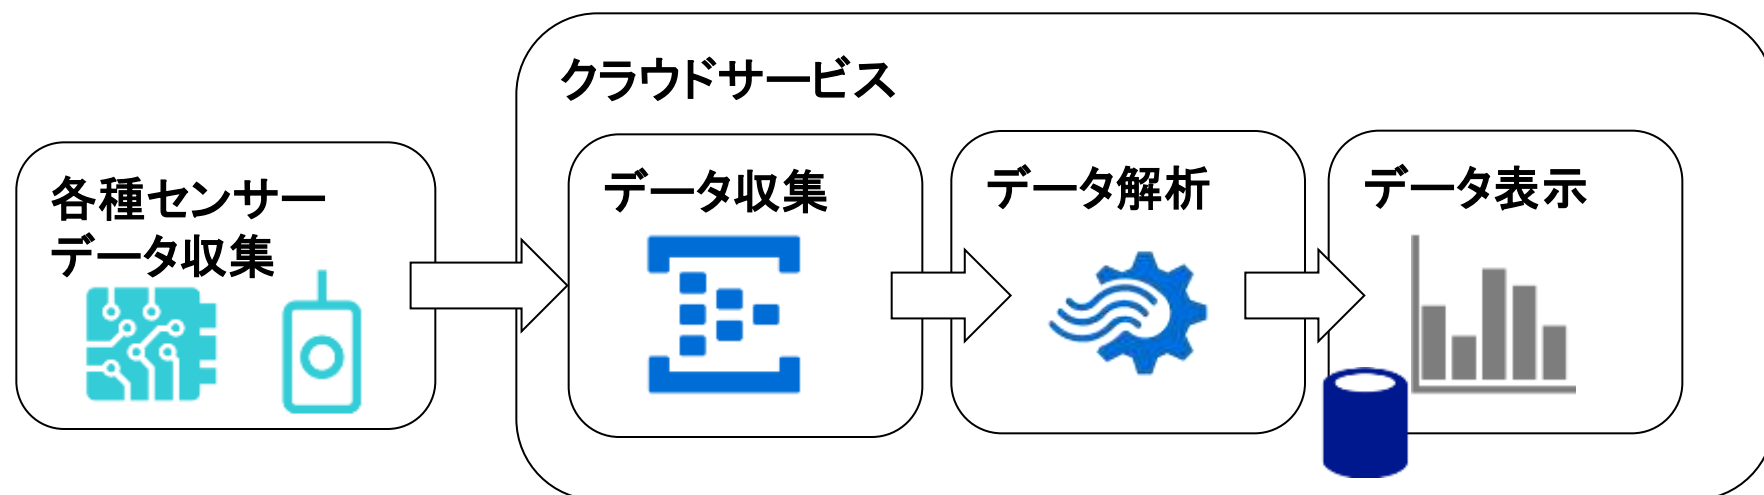 クラウドサービス
各種センサー
データ収集
データ収集
データ解析
データ表示